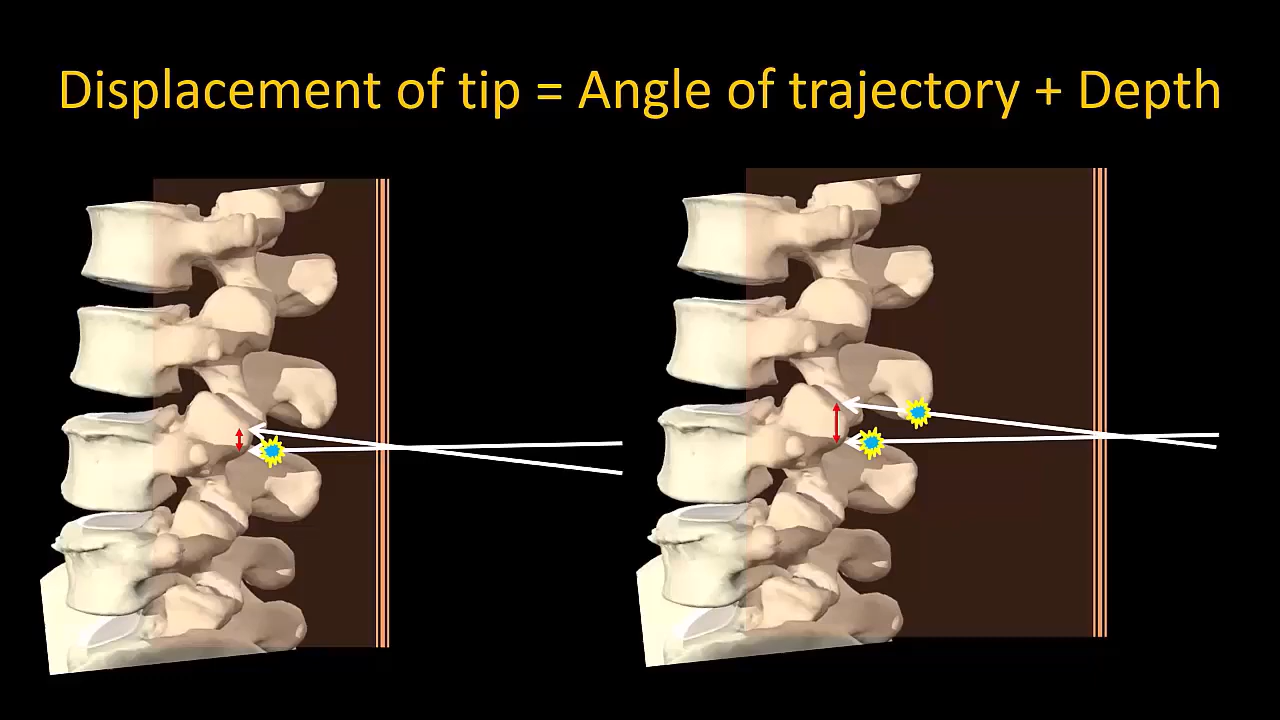 Displacement of tip = Angle of trajectory + Depth